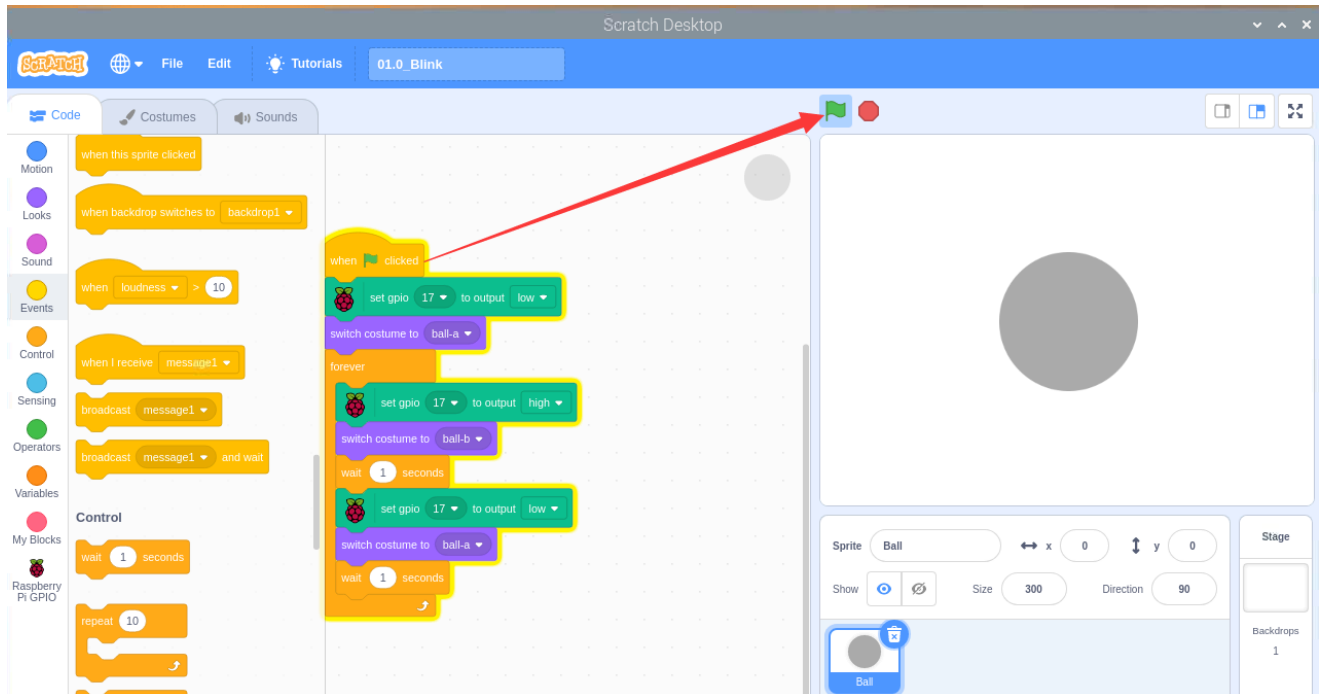 Scratch Desktop
SCRATCH
File
Edit
Tutorials
01.0_Blink
Code
Costumes
Sounds
Motion
Looks
Sound
Events
Control
Sensing
Operators
Variables
My Blocks
Raspberry
Pi GPIO
when this sprite clicked
when backdrop switches to backdrop1
when loudness > 10
when I receive message1
broadcast message1
broadcast message1 and wait
Control
wait 1 seconds
repeat 10
when clicked
set gpio 17 to output low
switch costume to ball-a
forever
set gpio 17 to output high
switch costume to ball-b
wait 1 seconds
set gpio 17 to output low
switch costume to ball-a
wait 1 seconds
Sprite Ball x 0 y 0
Show Size 300 Direction 90
Ball
Stage
Backdrops
1